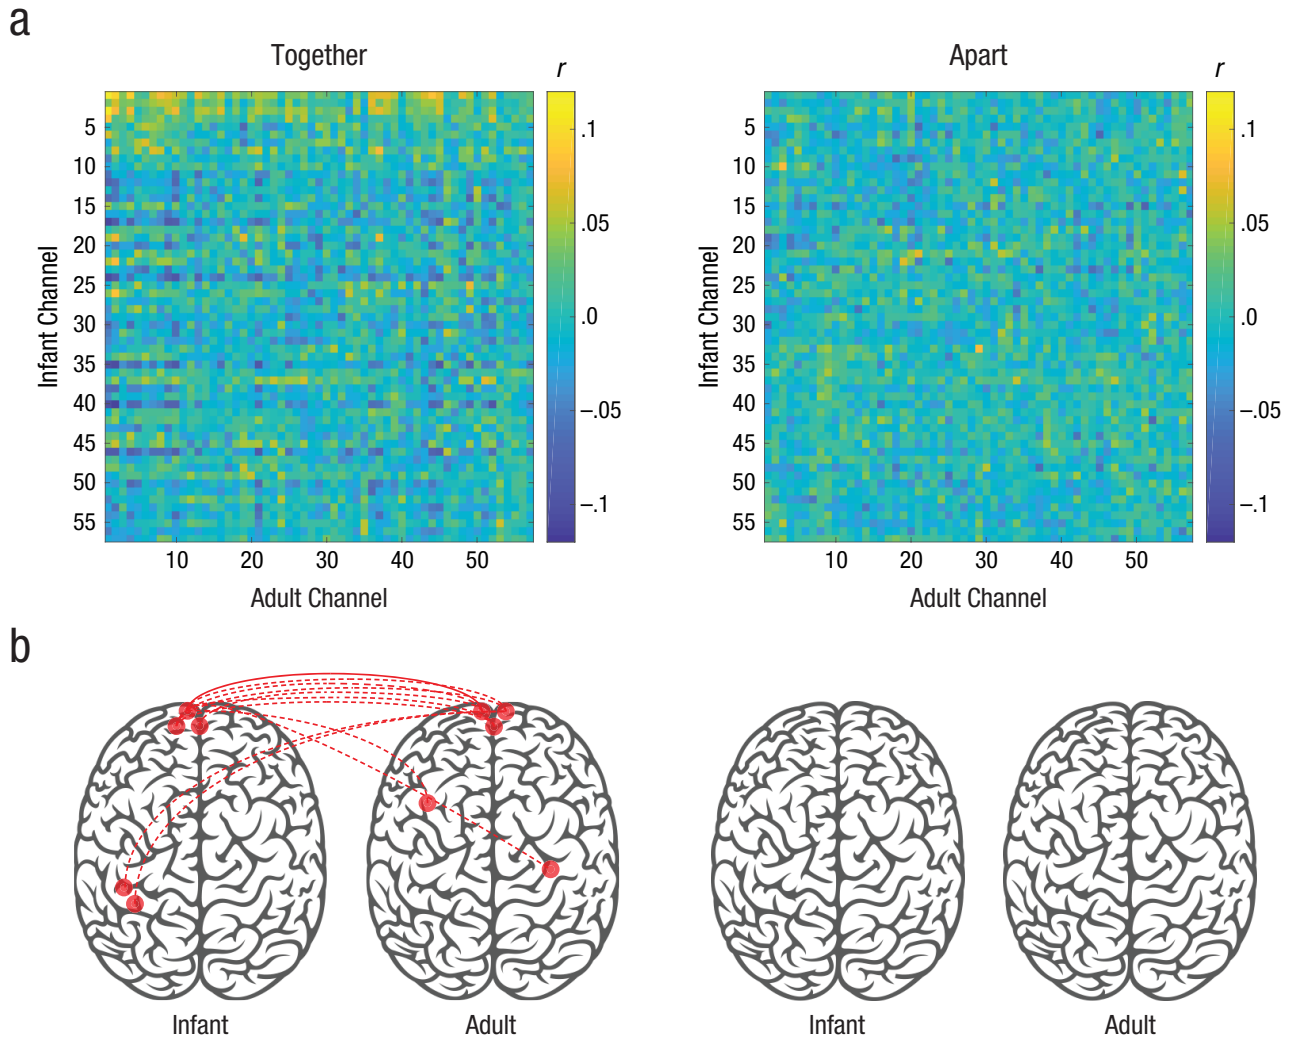 a
Together
Apart
r
r
.1
.05
.0
–.05
–.1
.1
.05
.0
–.05
–.1
Infant Channel
5
10
15
20
25
30
35
40
45
50
55
10 20 30 40 50
Adult Channel
Infant Channel
5
10
15
20
25
30
35
40
45
50
55
10 20 30 40 50
Adult Channel
b
Infant
Adult
Infant
Adult